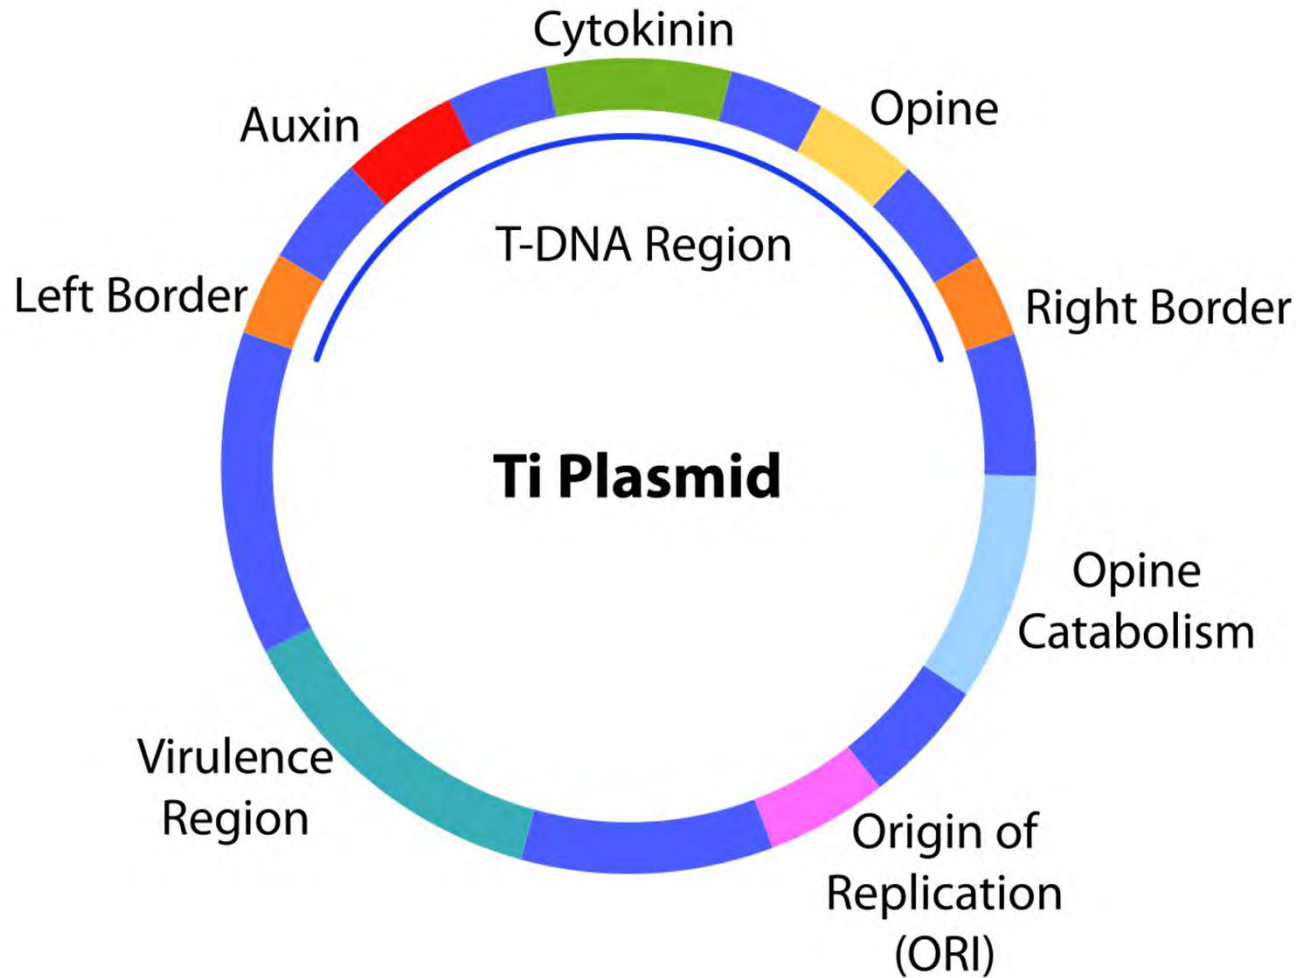 Cytokinin
Auxin
Opine
T-DNA Region
Left Border
Right Border
Ti Plasmid
Opine
Catabolism
Virulence
Region
Origin of
Replication
(ORI)